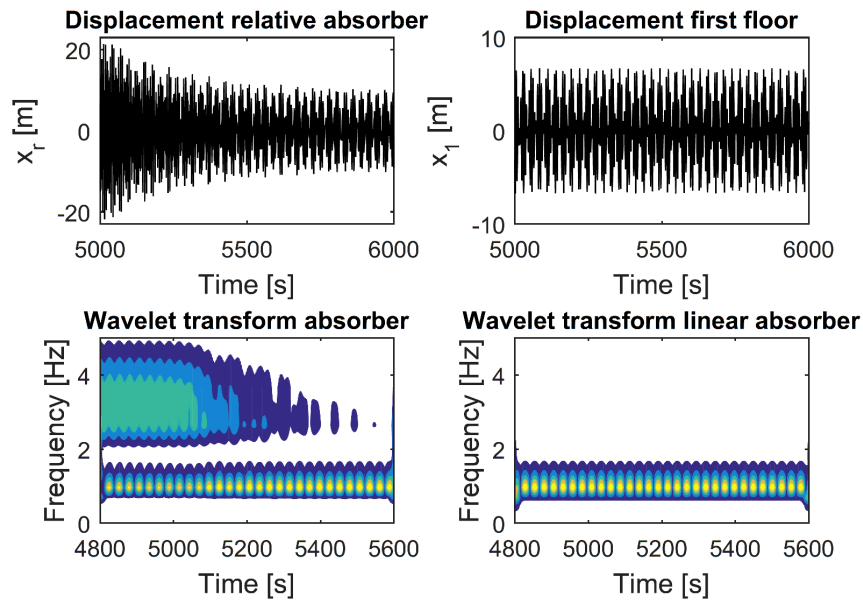 Displacement relative absorber
20
0
-20
x_r [m]
5000 5500 6000
Time [s]
Displacement first floor
10
0
-10
x_1 [m]
5000 5500 6000
Time [s]
Wavelet transform absorber
4
2
0
Frequency [Hz]
4800 5000 5200 5400 5600
Time [s]
Wavelet transform linear absorber
4
2
0
Frequency [Hz]
4800 5000 5200 5400 5600
Time [s]